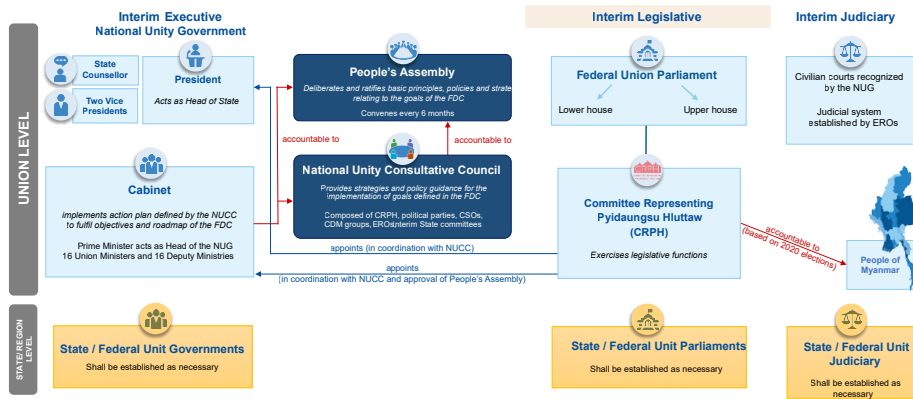 UNION LEVEL
Interim Executive
National Unity Government
State
Counsellor
Two Vice
Presidents
President
Acts as Head of State
Cabinet
implements action plan defined by the NUCC
to fulfil objectives and roadmap of the FDC
Prime Minister acts as Head of the NUG
16 Union Ministers and 16 Deputy Ministries
People's Assembly
Deliberates and ratifies basic principles, policies and strate
relating to the goals of the FDC
Convenes every 6 months
accountable to
accountable to
National Unity Consultative Council
Provides strategies and policy guidance for the
implementation of goals defined in the FDC
Composed of CRPH, political parties, CSOs,
CDM groups, EROs interim State committees
appoints (in coordination with NUCC)
appoints
(in coordination with NUCC and approval of People's Assembly)
Interim Legislative
Federal Union Parliament
Lower house
Upper house
Committee Representing
Pyidaungsu Hluttaw
(CRPH)
Exercises legislative functions
accountable to
(based on 2020 elections)
Interim Judiciary
Civilian courts recognized
by the NUG
Judicial system
established by EROs
People of
Myanmar
STATE/ REGION
LEVEL
State / Federal Unit Governments
Shall be established as necessary
State / Federal Unit Parliaments
Shall be established as necessary
State / Federal Unit
Judiciary
Shall be established as
necessary